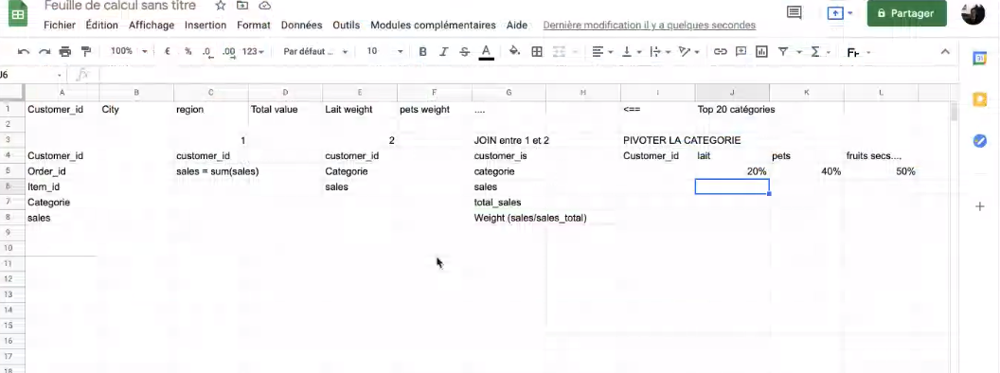 Feuille de calcul sans titre
Fichier Édition Affichage Insertion Format Données Outils Modules complémentaires Aide Dernière modification il y a quelques secondes
Partager
100% € % .0 .00 123 Par défaut ... 10 B I S A
J6 fx
A B C D E F G H I J K L
1 Customer_id City region Total value Lait weight pets weight .... <== Top 20 catégories
2
3 1 2 JOIN entre 1 et 2 PIVOTER LA CATEGORIE
4 Customer_id customer_id customer_id customer_is Customer_id lait pets fruits secs....
5 Order_id sales = sum(sales) Categorie categorie 20% 40% 50%
6 Item_id sales sales
7 Categorie total_sales
8 sales Weight (sales/sales_total)
9
10
11
12
13
14
15
16
17
18